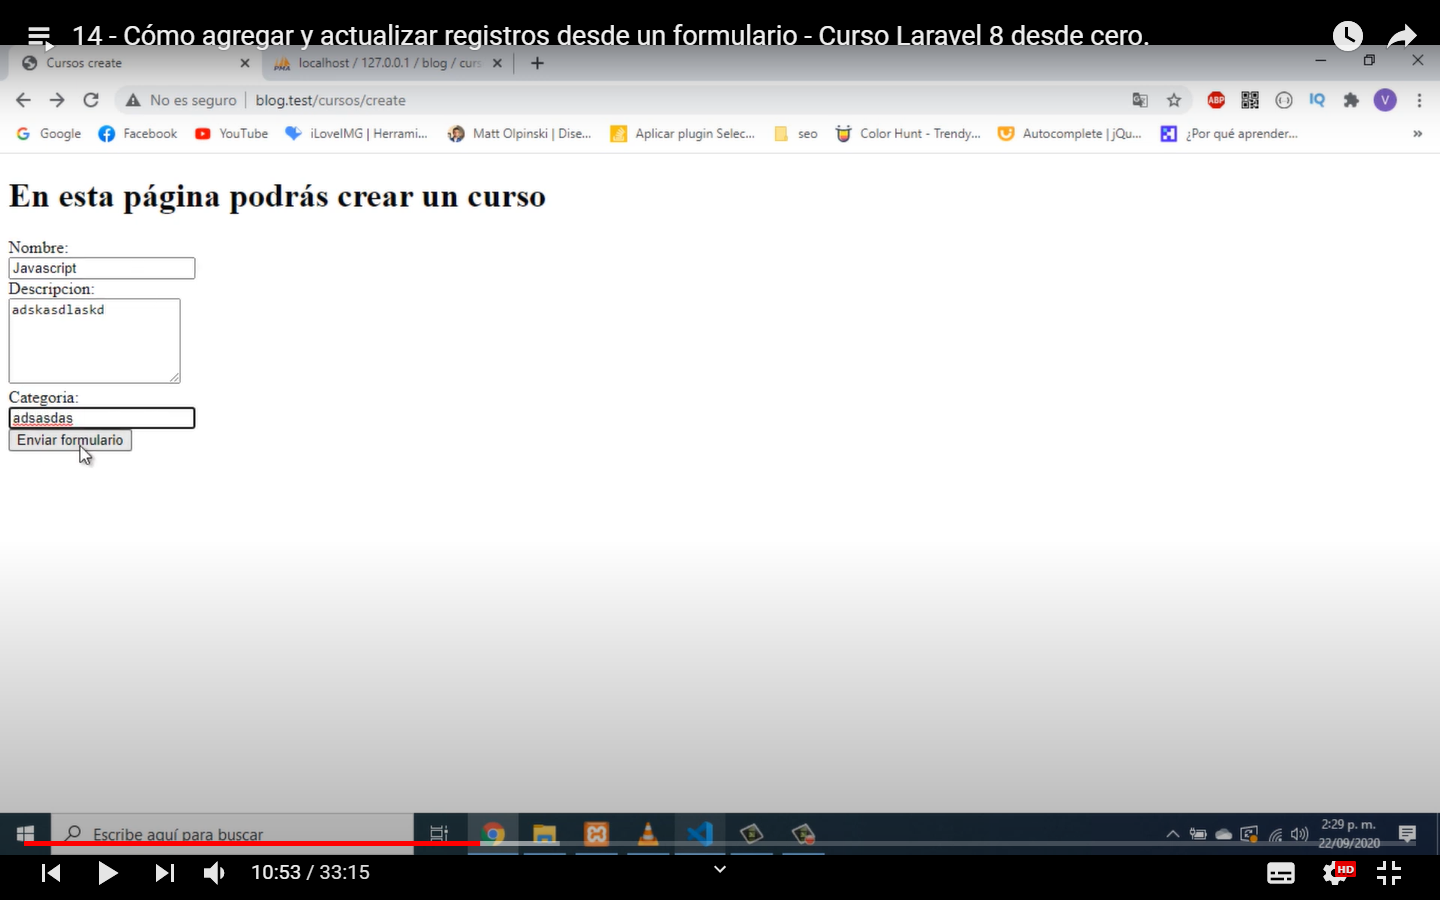 14 - Cómo agregar y actualizar registros desde un formulario - Curso Laravel 8 desde cero.
Cursos create
localhost / 127.0.0.1 / blog / curs
No es seguro
blog.test/cursos/create
ABP
IQ
V
Google
Facebook
YouTube
iLoveIMG | Herrami...
Matt Olpinski | Dise...
Aplicar plugin Selec...
seo
Color Hunt - Trendy...
Autocomplete | jQu...
¿Por qué aprender...
»
En esta página podrás crear un curso
Nombre:
Javascript
Descripcion:
adskasdlaskd
Categoria:
adsasdas
Enviar formulario
Escribe aquí para buscar
2:29 p. m.
22/09/2020
10:53 / 33:15
HD